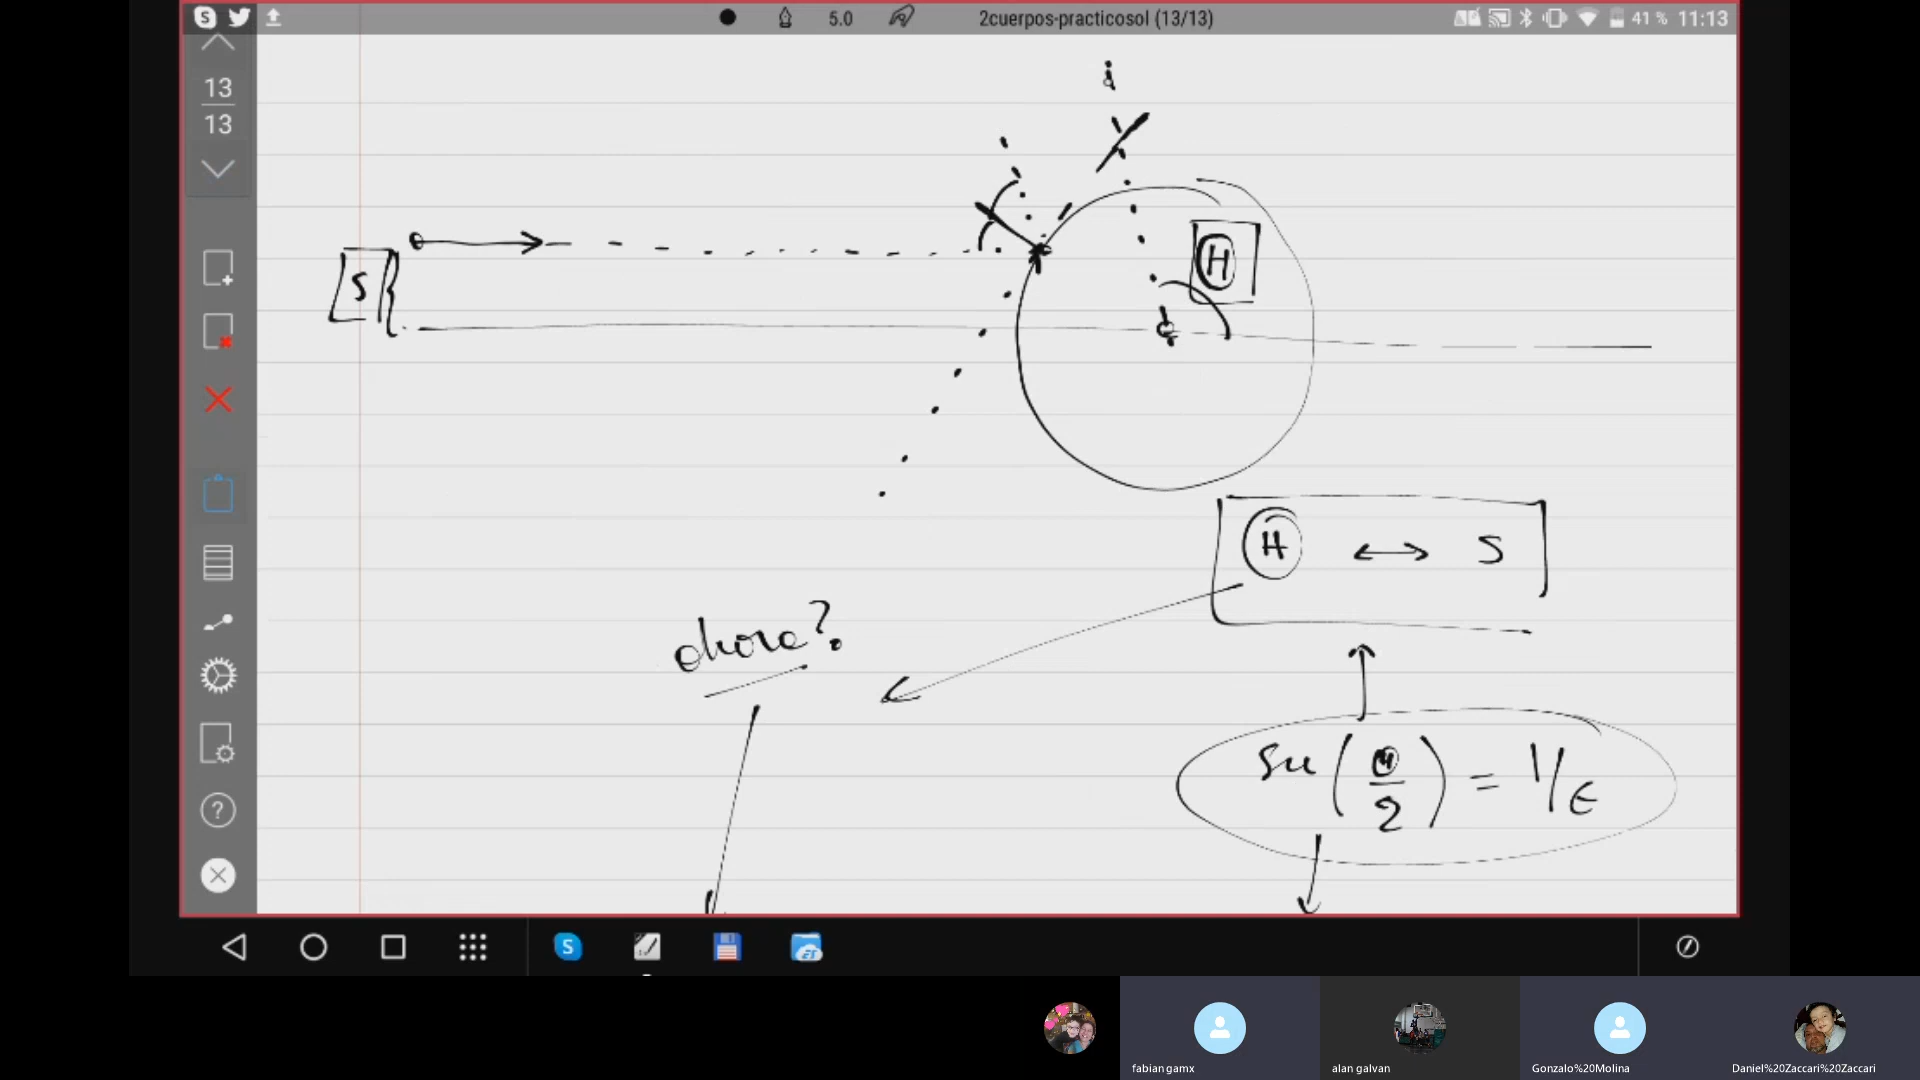 5.0 2cuerpos-practicosol (13/13) 41 % 11:13
13
13
S
H
H ↔ S
ahora?
sen(Θ/2) = 1/ε
S
ET
fabian gamx alan galvan Gonzalo%20Molina Daniel%20Zaccari%20Zaccari